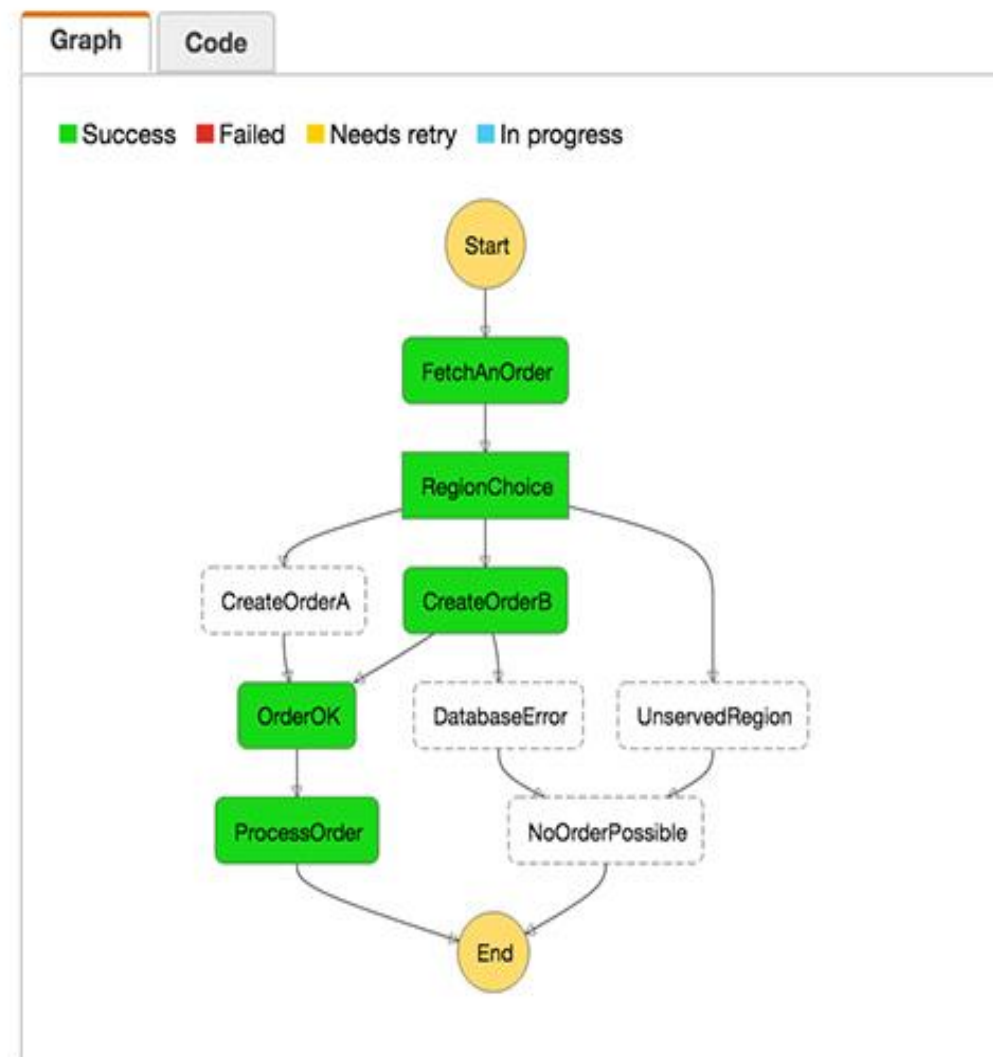 Graph Code
Success Failed Needs retry In progress
Start
FetchAnOrder
RegionChoice
CreateOrderA CreateOrderB
OrderOK DatabaseError UnservedRegion
ProcessOrder NoOrderPossible
End